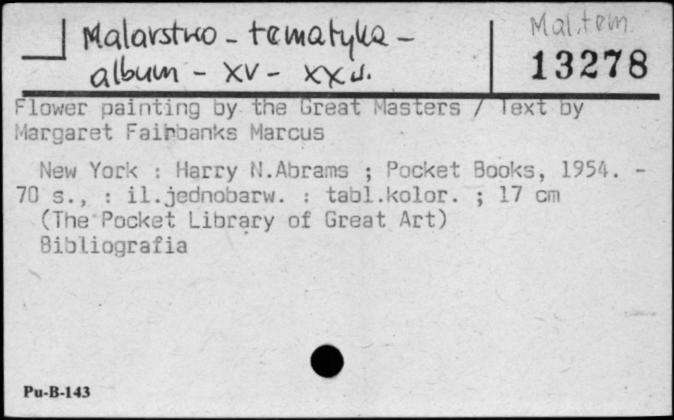 Malarstwo - tematyka -
album - XV - XX w.
Mal.tem.
13278
Flower painting by the Great Masters / Text by
Margaret Fairbanks Marcus
New York : Harry N.Abrams ; Pocket Books, 1954. -
70 s., : il.jednobarw. : tabl.kolor. ; 17 cm
(The Pocket Library of Great Art)
Bibliografia
Pu-B-143